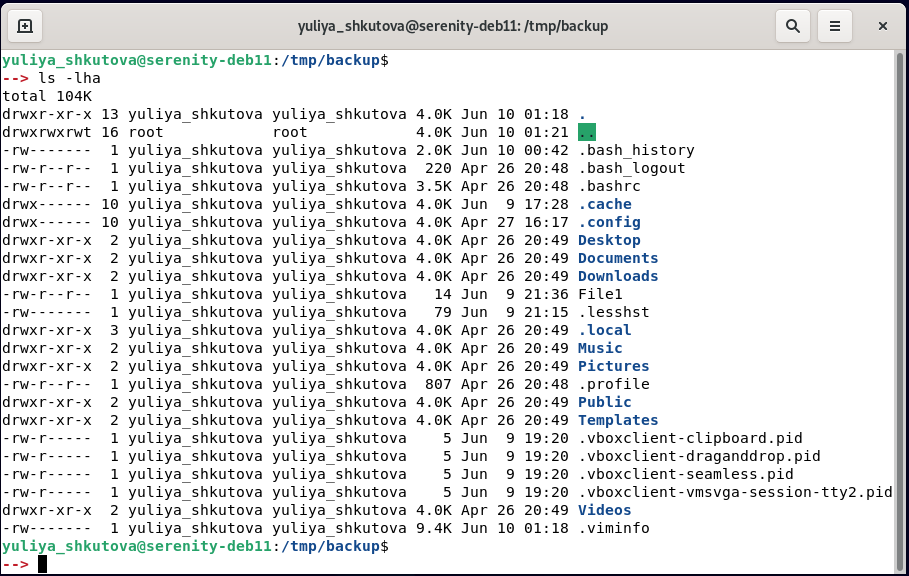 yuliya_shkutova@serenity-deb11: /tmp/backup
yuliya_shkutova@serenity-deb11:/tmp/backup$
--> ls -lha
total 104K
drwxr-xr-x 13 yuliya_shkutova yuliya_shkutova 4.0K Jun 10 01:18 .
drwxrwxrwt 16 root            root            4.0K Jun 10 01:21 ..
-rw-------  1 yuliya_shkutova yuliya_shkutova 2.0K Jun 10 00:42 .bash_history
-rw-r--r--  1 yuliya_shkutova yuliya_shkutova  220 Apr 26 20:48 .bash_logout
-rw-r--r--  1 yuliya_shkutova yuliya_shkutova 3.5K Apr 26 20:48 .bashrc
drwx------ 10 yuliya_shkutova yuliya_shkutova 4.0K Jun  9 17:28 .cache
drwx------ 10 yuliya_shkutova yuliya_shkutova 4.0K Apr 27 16:17 .config
drwxr-xr-x  2 yuliya_shkutova yuliya_shkutova 4.0K Apr 26 20:49 Desktop
drwxr-xr-x  2 yuliya_shkutova yuliya_shkutova 4.0K Apr 26 20:49 Documents
drwxr-xr-x  2 yuliya_shkutova yuliya_shkutova 4.0K Apr 26 20:49 Downloads
-rw-r--r--  1 yuliya_shkutova yuliya_shkutova   14 Jun  9 21:36 File1
-rw-------  1 yuliya_shkutova yuliya_shkutova   79 Jun  9 21:15 .lesshst
drwxr-xr-x  3 yuliya_shkutova yuliya_shkutova 4.0K Apr 26 20:49 .local
drwxr-xr-x  2 yuliya_shkutova yuliya_shkutova 4.0K Apr 26 20:49 Music
drwxr-xr-x  2 yuliya_shkutova yuliya_shkutova 4.0K Apr 26 20:49 Pictures
-rw-r--r--  1 yuliya_shkutova yuliya_shkutova  807 Apr 26 20:48 .profile
drwxr-xr-x  2 yuliya_shkutova yuliya_shkutova 4.0K Apr 26 20:49 Public
drwxr-xr-x  2 yuliya_shkutova yuliya_shkutova 4.0K Apr 26 20:49 Templates
-rw-r-----  1 yuliya_shkutova yuliya_shkutova    5 Jun  9 19:20 .vboxclient-clipboard.pid
-rw-r-----  1 yuliya_shkutova yuliya_shkutova    5 Jun  9 19:20 .vboxclient-draganddrop.pid
-rw-r-----  1 yuliya_shkutova yuliya_shkutova    5 Jun  9 19:20 .vboxclient-seamless.pid
-rw-r-----  1 yuliya_shkutova yuliya_shkutova    5 Jun  9 19:20 .vboxclient-vmsvga-session-tty2.pid
drwxr-xr-x  2 yuliya_shkutova yuliya_shkutova 4.0K Apr 26 20:49 Videos
-rw-------  1 yuliya_shkutova yuliya_shkutova 9.4K Jun 10 01:18 .viminfo
yuliya_shkutova@serenity-deb11:/tmp/backup$
-->